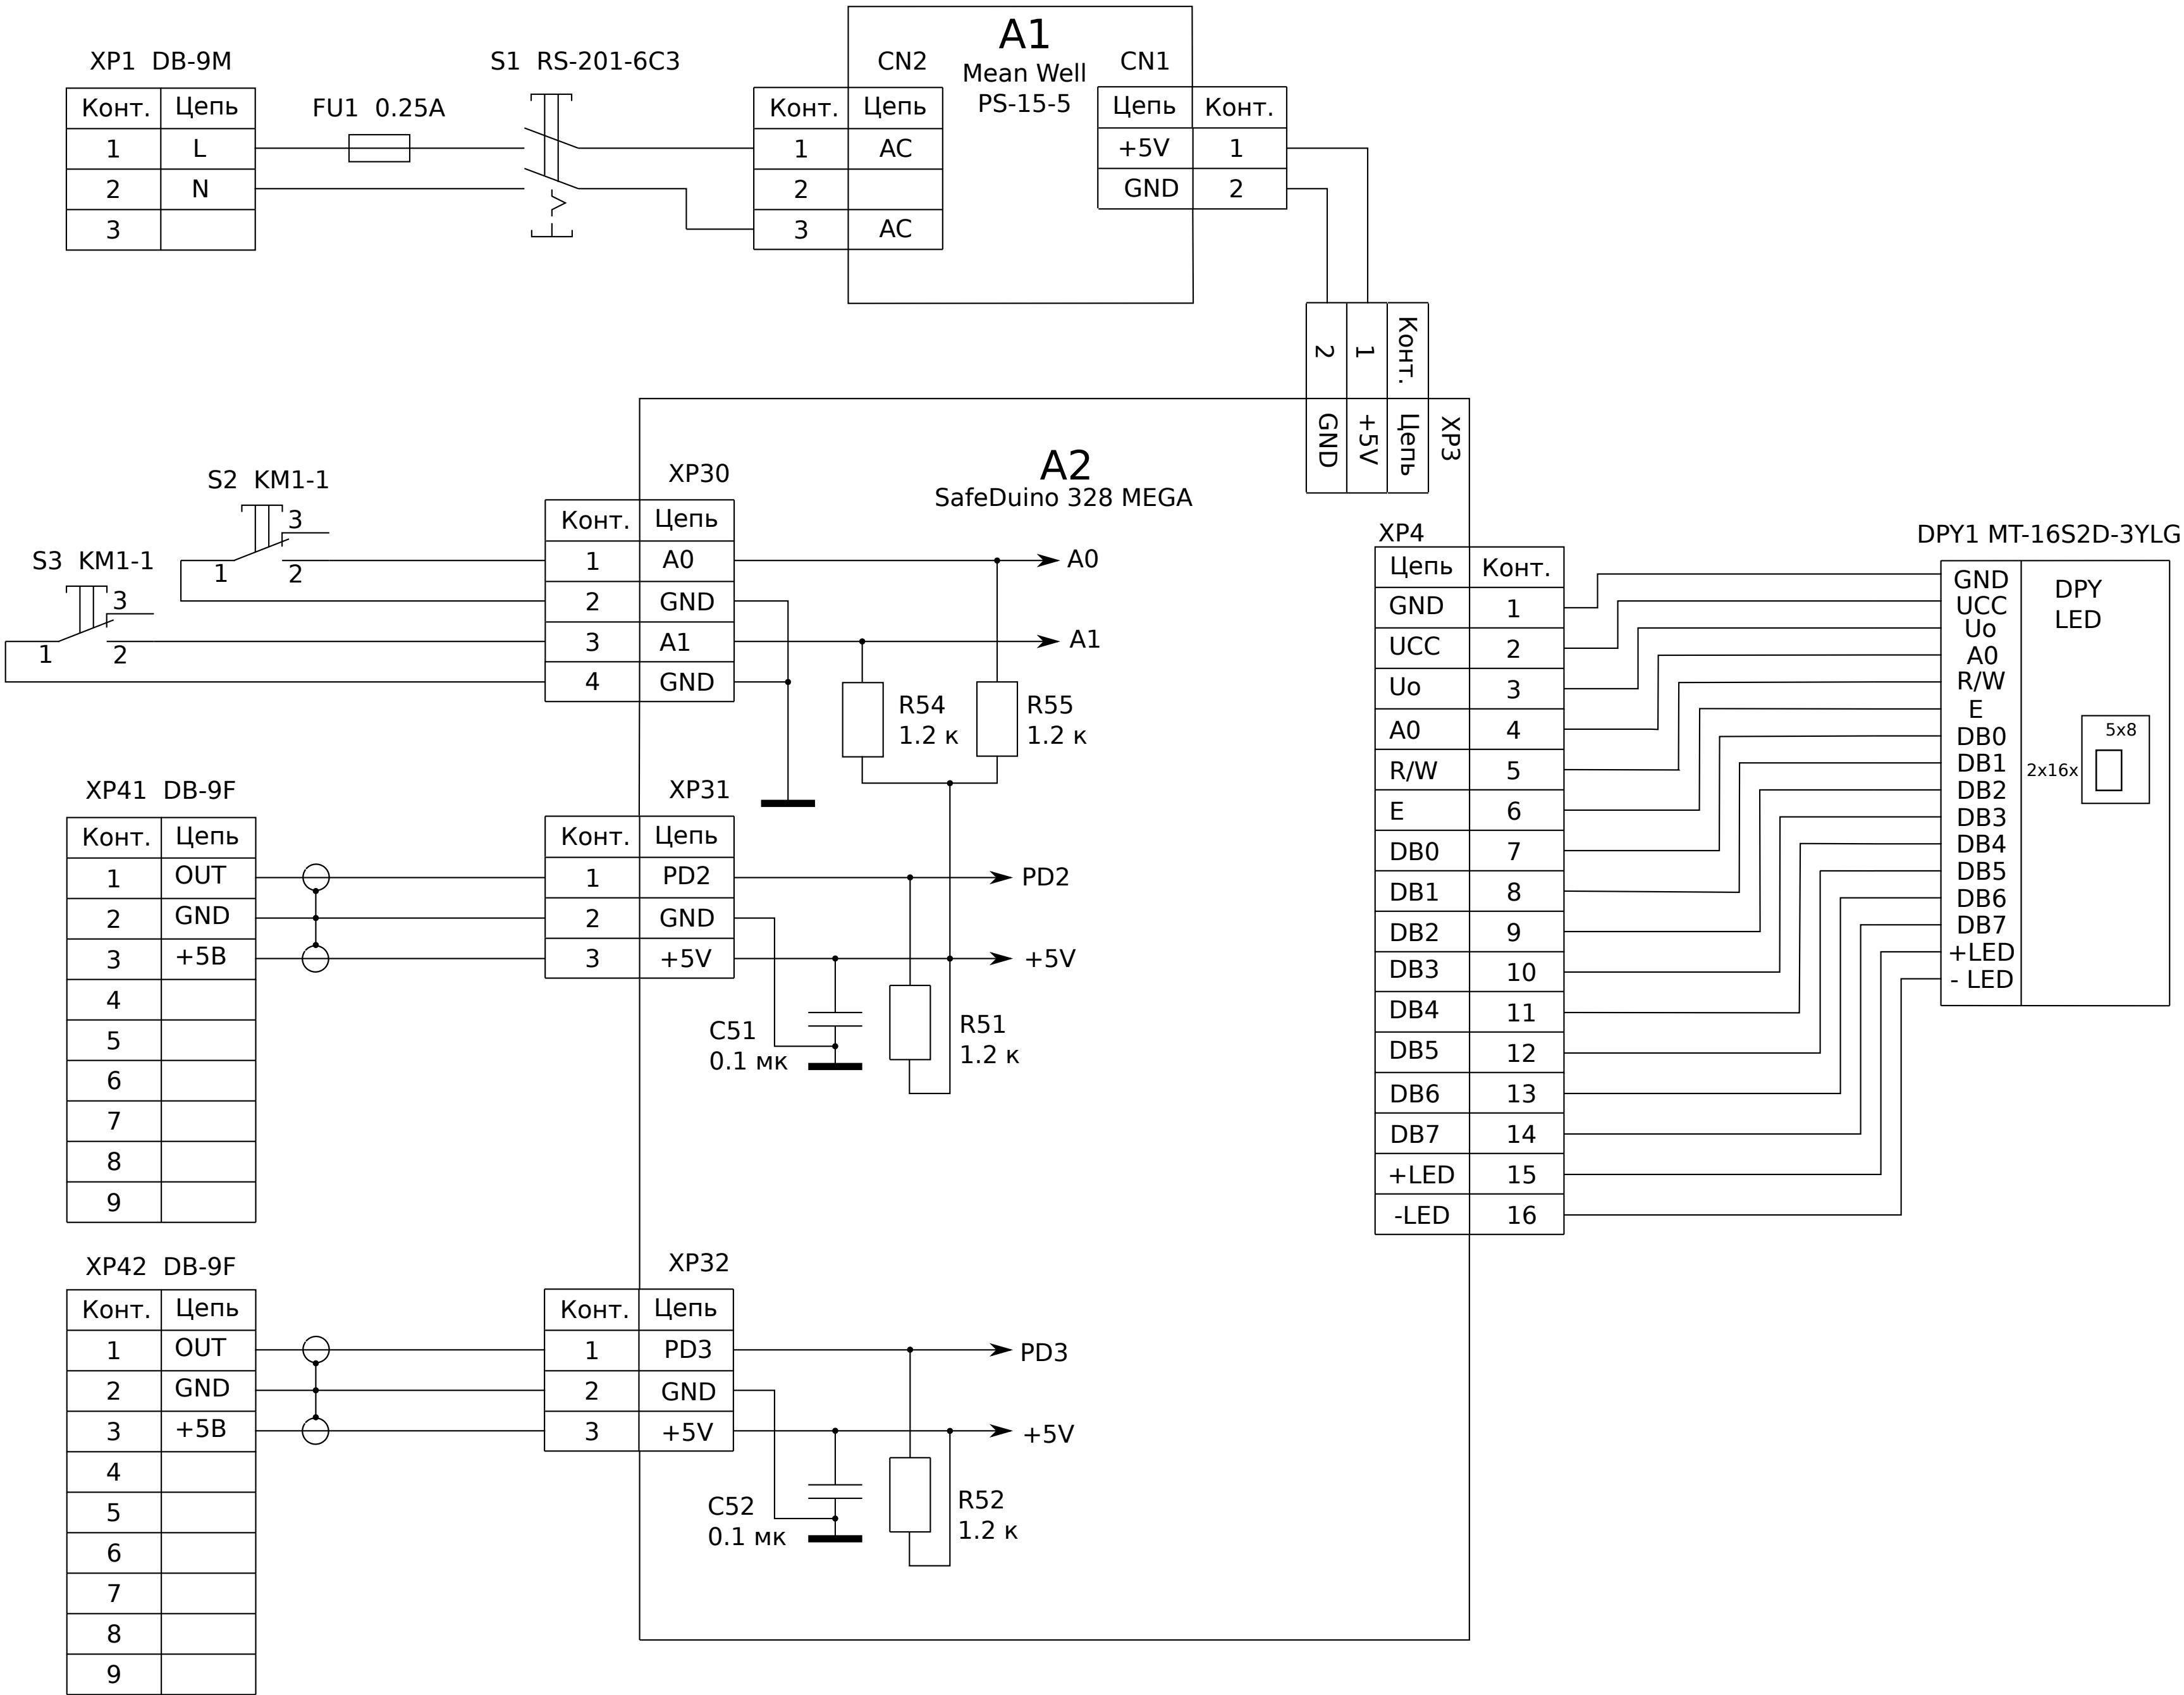 A1
Mean Well
PS-15-5
XP1 DB-9M
Конт. Цепь
1 L
2 N
3
FU1 0.25A
S1 RS-201-6C3
CN2
Конт. Цепь
1 AC
2
3 AC
CN1
Цепь Конт.
+5V 1
GND 2
XP3
Конт. Цепь
1 +5V
2 GND
A2
SafeDuino 328 MEGA
S2 KM1-1
3
1 2
S3 KM1-1
3
1 2
XP30
Конт. Цепь
1 A0
2 GND
3 A1
4 GND
A0
A1
R54
1.2 к
R55
1.2 к
XP41 DB-9F
Конт. Цепь
1 OUT
2 GND
3 +5В
4
5
6
7
8
9
XP31
Конт. Цепь
1 PD2
2 GND
3 +5V
PD2
+5V
C51
0.1 мк
R51
1.2 к
XP42 DB-9F
Конт. Цепь
1 OUT
2 GND
3 +5В
4
5
6
7
8
9
XP32
Конт. Цепь
1 PD3
2 GND
3 +5V
PD3
+5V
C52
0.1 мк
R52
1.2 к
XP4
Цепь Конт.
GND 1
UCC 2
Uo 3
A0 4
R/W 5
E 6
DB0 7
DB1 8
DB2 9
DB3 10
DB4 11
DB5 12
DB6 13
DB7 14
+LED 15
-LED 16
DPY1 MT-16S2D-3YLG
GND
UCC
Uo
A0
R/W
E
DB0
DB1
DB2
DB3
DB4
DB5
DB6
DB7
+LED
- LED
DPY
LED
5x8
2x16x